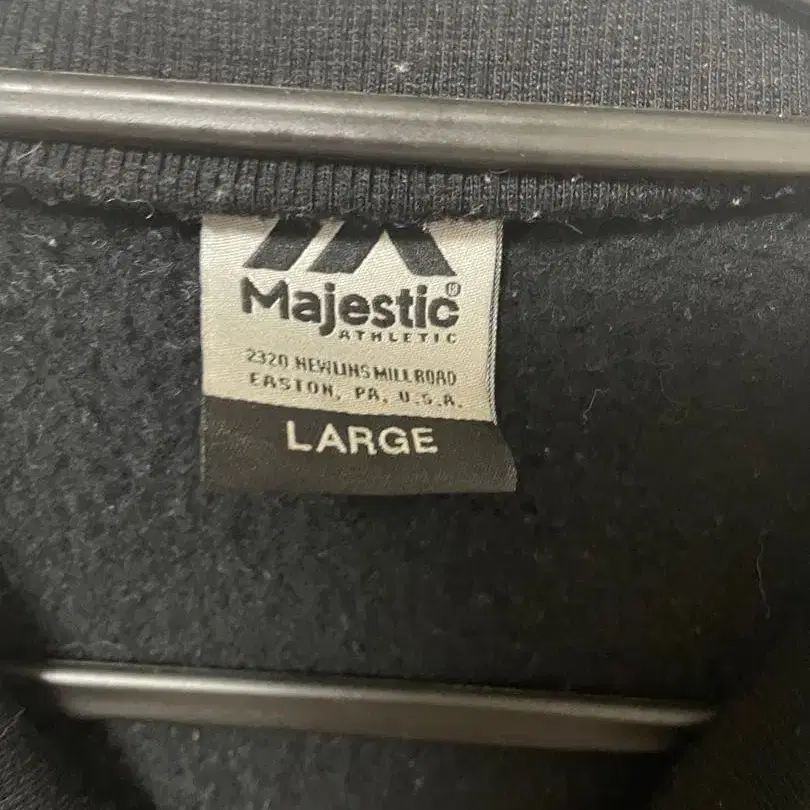 Majestic®
ATHLETIC
2320 NEWLINS MILL ROAD
EASTON, PA. U.S.A.
LARGE